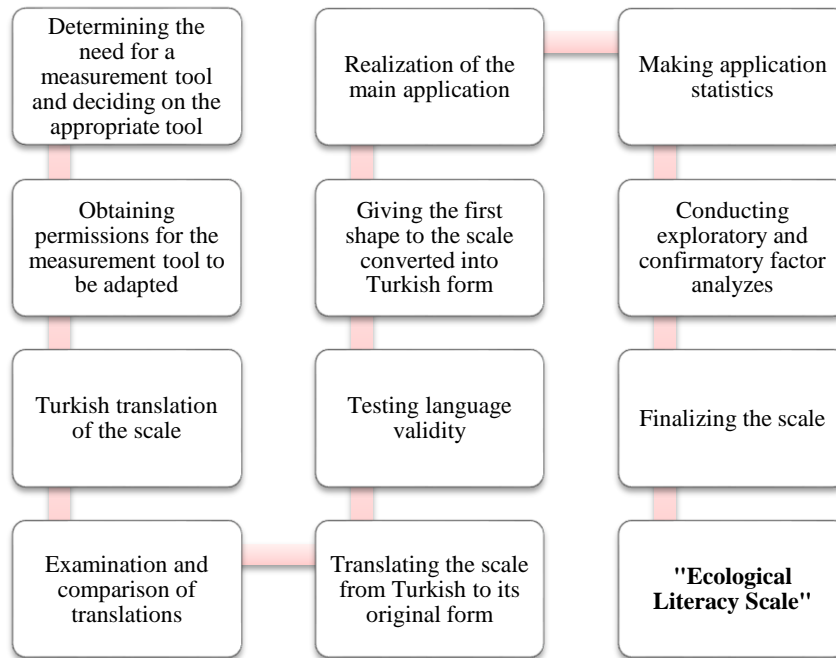 Determining the
need for a
measurement tool
and deciding on the
appropriate tool
Obtaining
permissions for the
measurement tool to
be adapted
Turkish translation
of the scale
Examination and
comparison of
translations
Translating the scale
from Turkish to its
original form
Testing language
validity
Giving the first
shape to the scale
converted into
Turkish form
Realization of the
main application
Making application
statistics
Conducting
exploratory and
confirmatory factor
analyzes
Finalizing the scale
"Ecological
Literacy Scale"